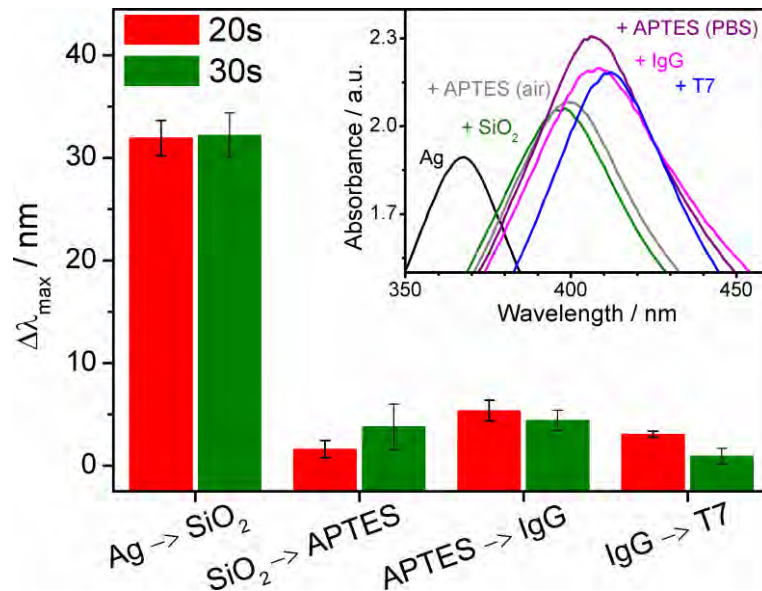 20s
30s
+ APTES (PBS)
+ IgG
+ T7
+ APTES (air)
+ SiO₂
Ag
2.3
2.0
1.7
Absorbance / a.u.
350
400
450
Wavelength / nm
40
30
20
10
0
Δλmax / nm
Ag -> SiO₂
SiO₂ -> APTES
APTES -> IgG
IgG -> T7